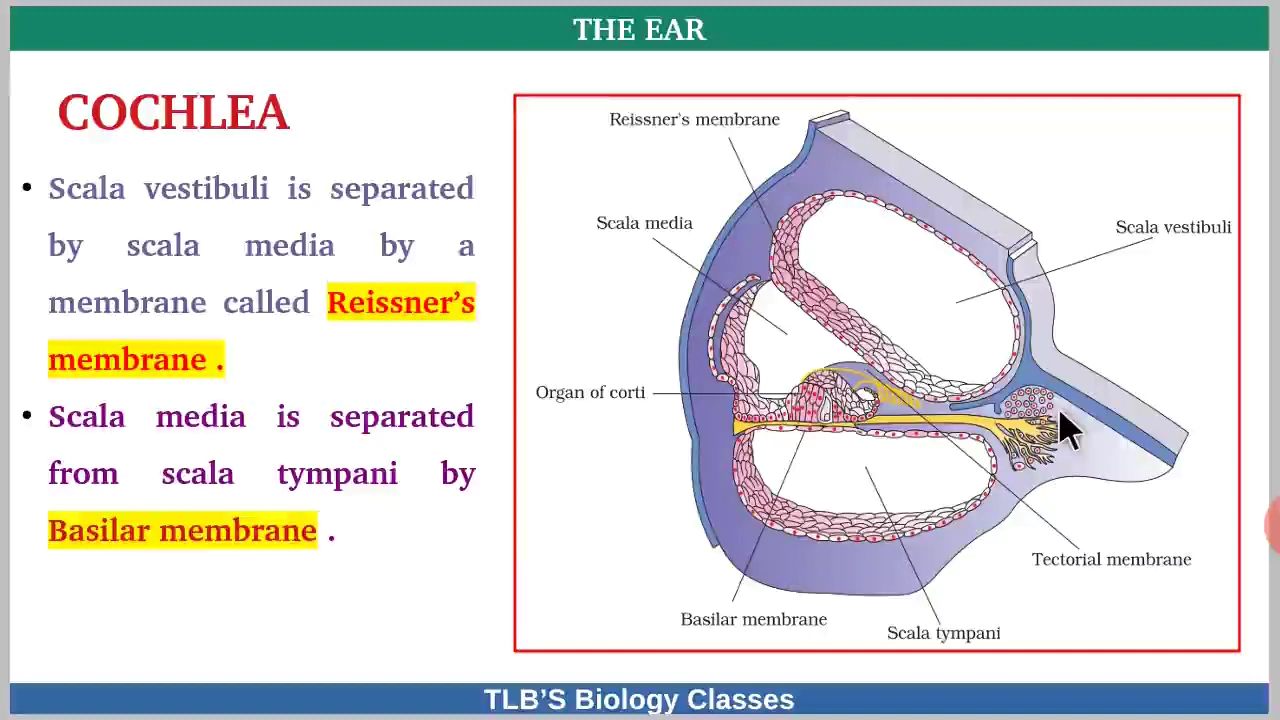 THE EAR
COCHLEA
• Scala vestibuli is separated
by scala media by a
membrane called Reissner’s
membrane .
• Scala media is separated
from scala tympani by
Basilar membrane .
Reissner's membrane
Scala media
Scala vestibuli
Organ of corti
Tectorial membrane
Basilar membrane
Scala tympani
TLB’S Biology Classes